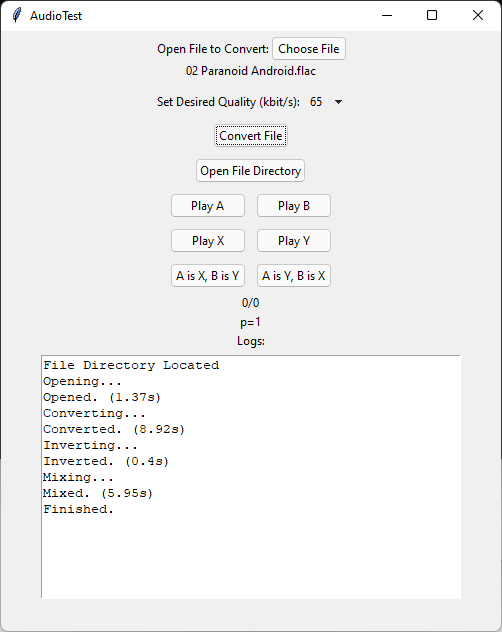 AudioTest
Open File to Convert: Choose File
02 Paranoid Android.flac
Set Desired Quality (kbit/s): 65
Convert File
Open File Directory
Play A Play B
Play X Play Y
A is X, B is Y A is Y, B is X
0/0
p=1
Logs:
File Directory Located
Opening...
Opened. (1.37s)
Converting...
Converted. (8.92s)
Inverting...
Inverted. (0.4s)
Mixing...
Mixed. (5.95s)
Finished.